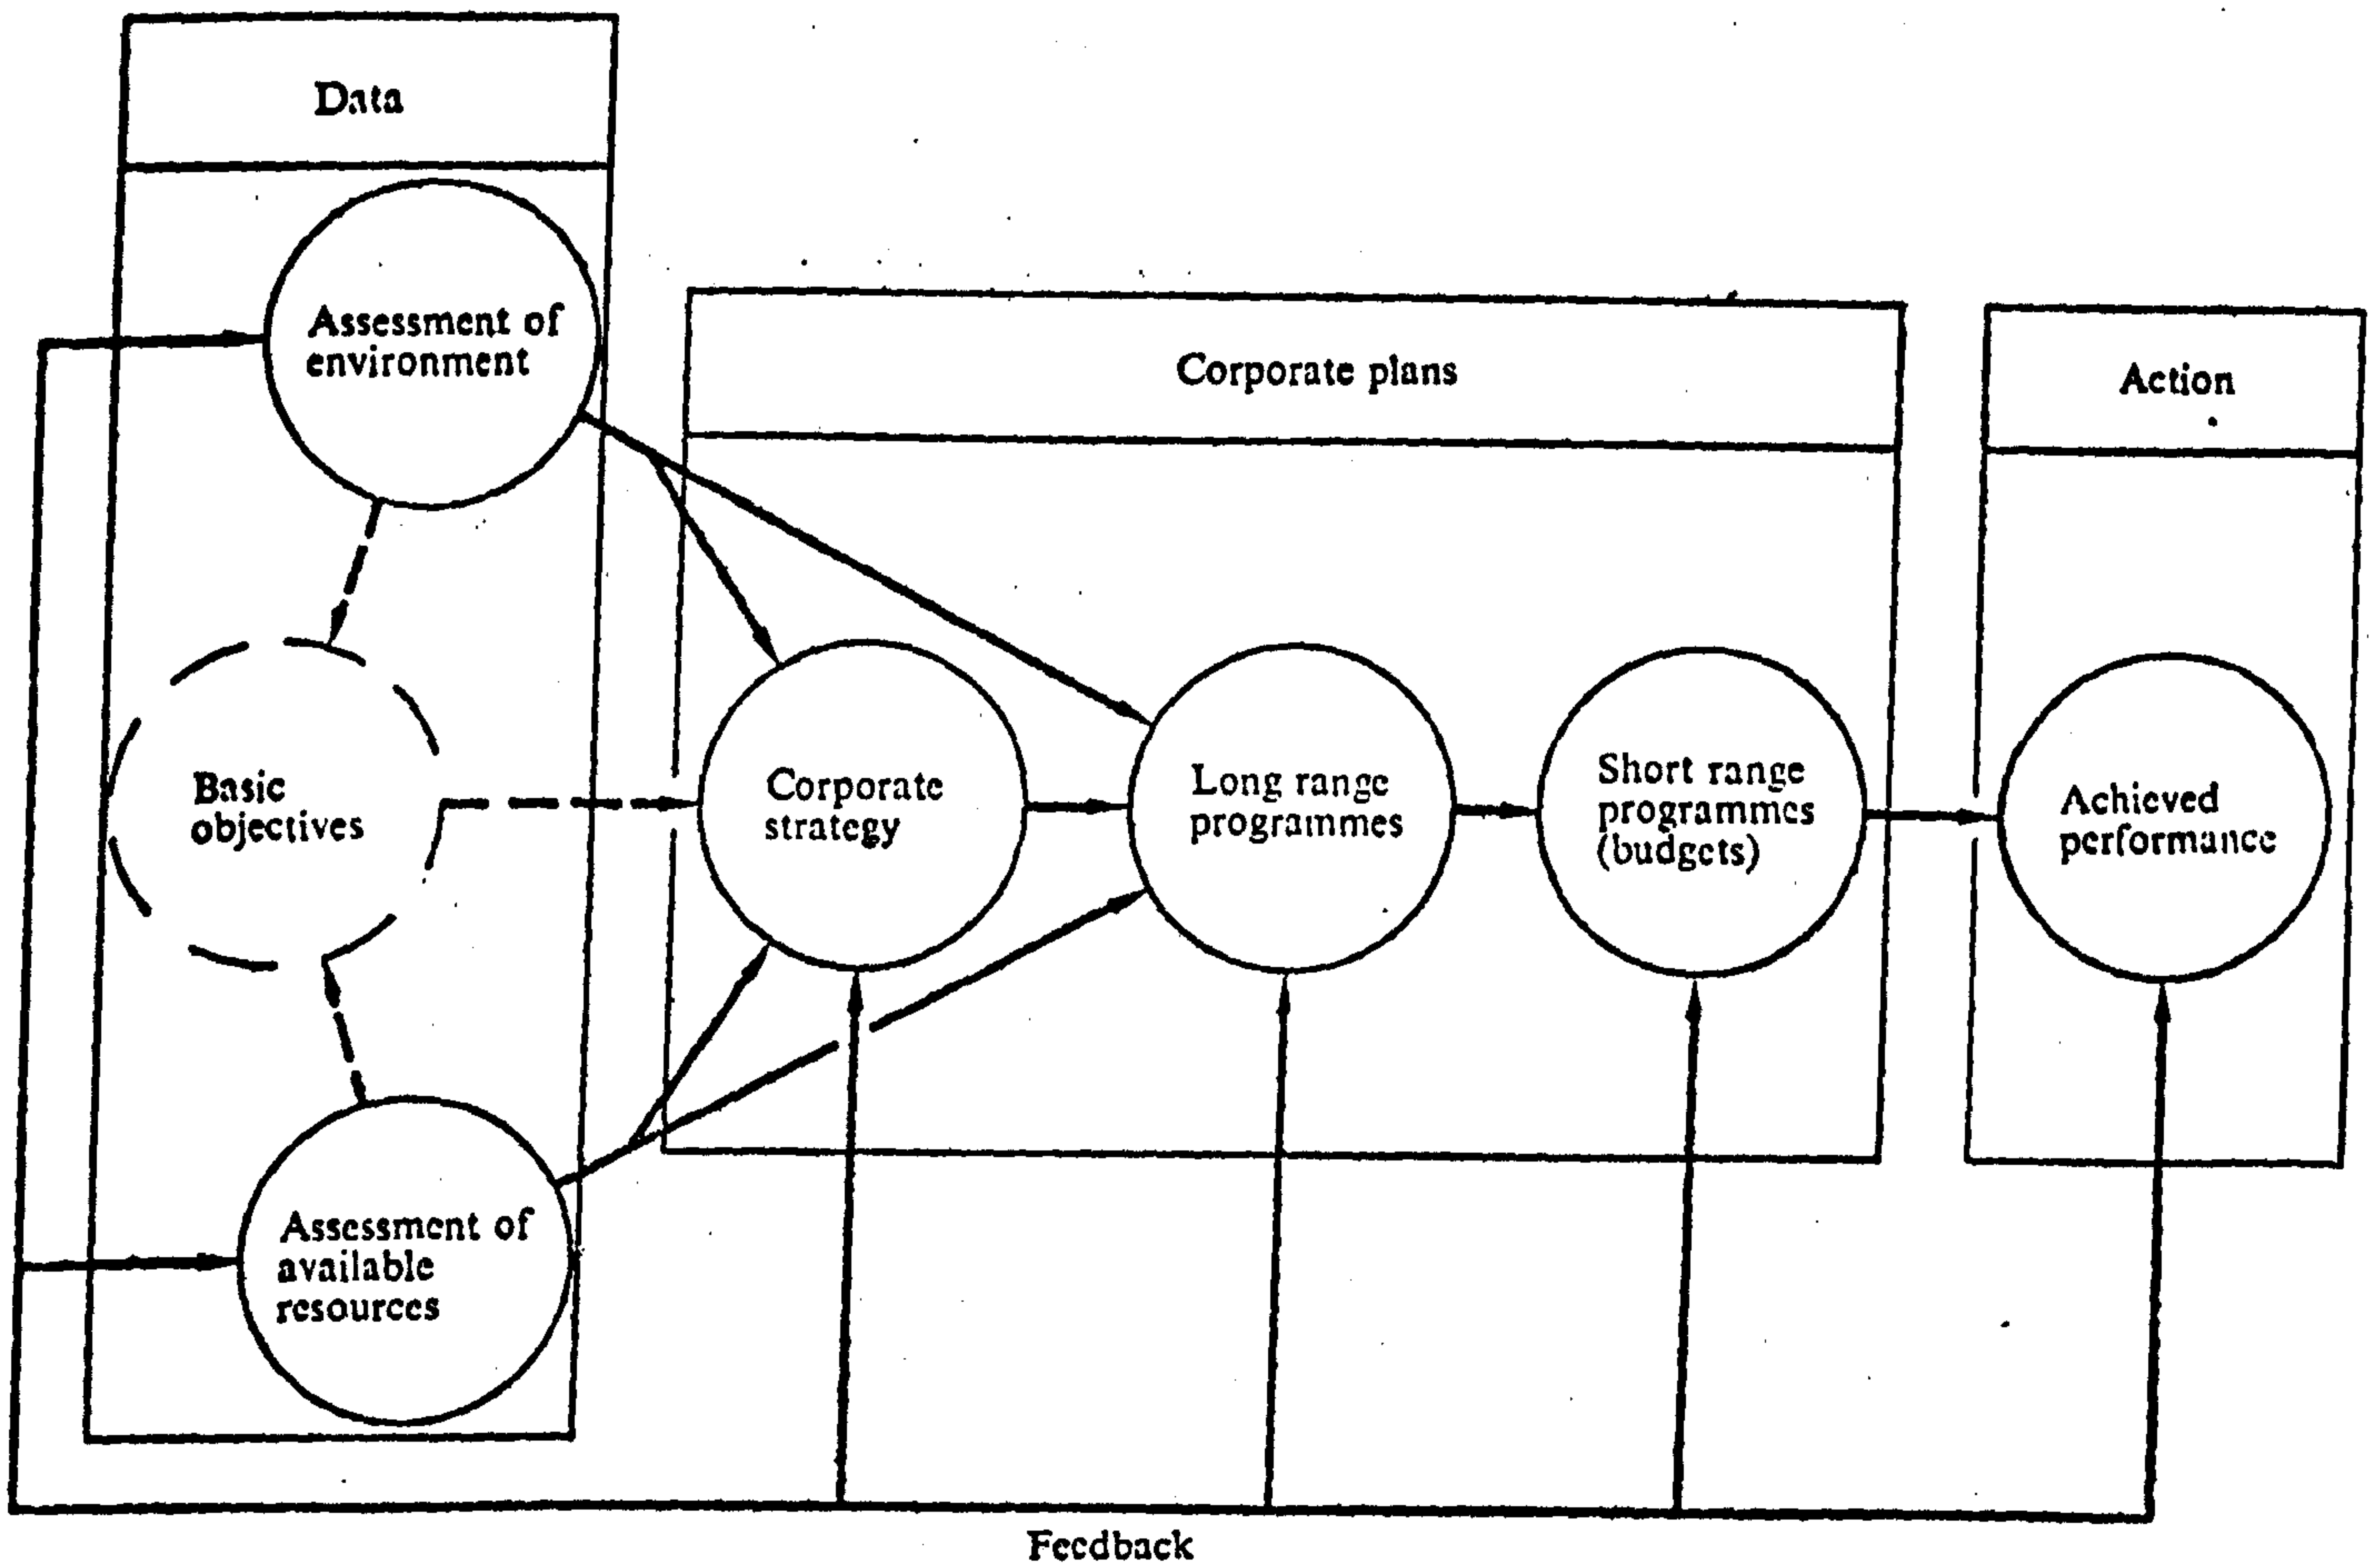 Data
Assessment of
environment
Corporate plans
Action
Basic
objectives
Corporate
strategy
Long range
programmes
Short range
programmes
(budgets)
Achieved
performance
Assessment of
available
resources
Feedback